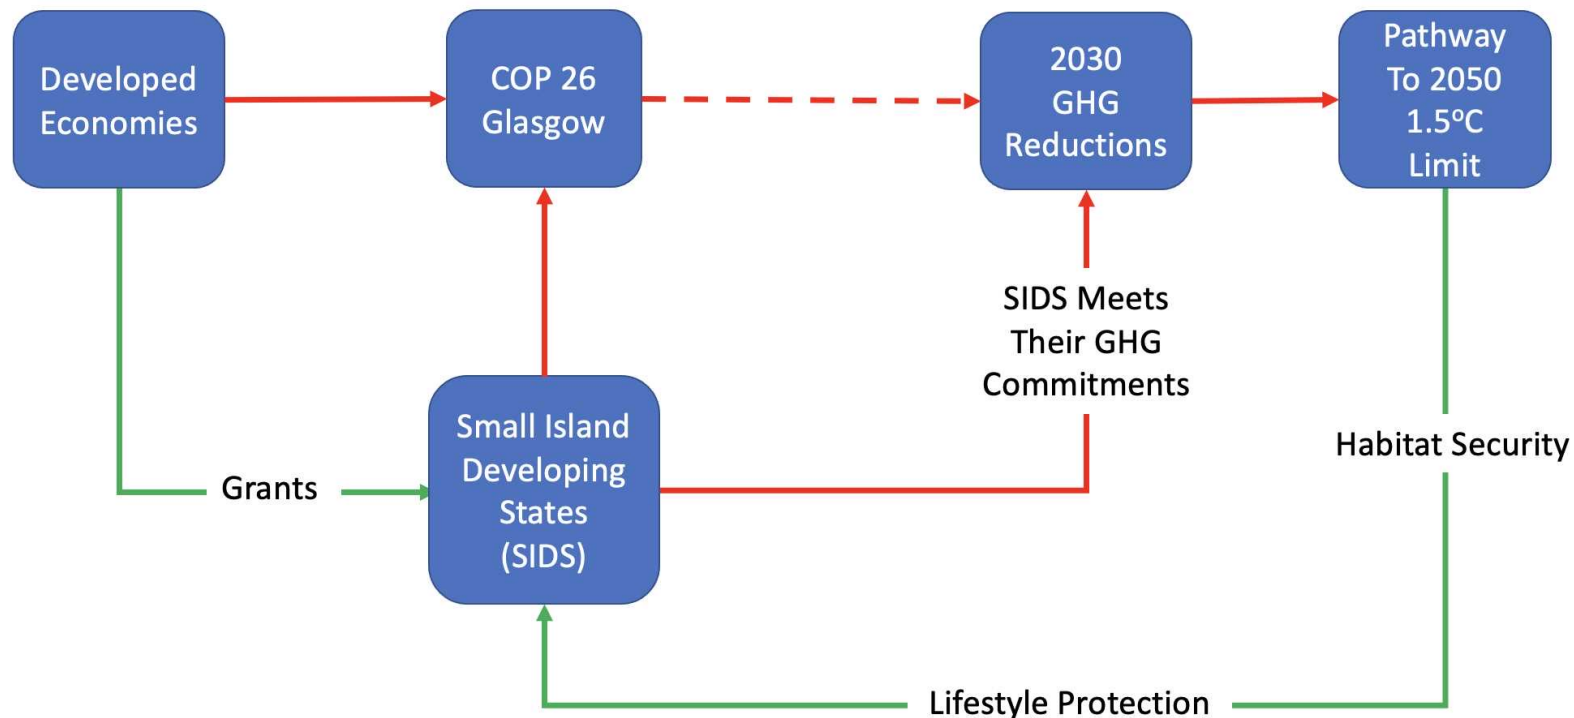 Developed
Economies
COP 26
Glasgow
2030
GHG
Reductions
Pathway
To 2050
1.5ºC
Limit
SIDS Meets
Their GHG
Commitments
Small Island
Developing
States
(SIDS)
Grants
Habitat Security
Lifestyle Protection